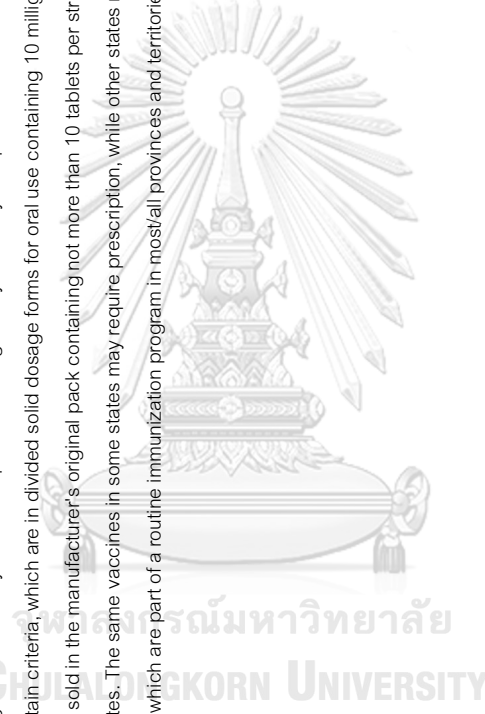 tain criteria, which are in divided solid dosage forms for oral use containing 10 millig
sold in the manufacturer's original pack containing not more than 10 tablets per str
tes. The same vaccines in some states may require prescription, while other states
which are part of a routine immunization program in most/all provinces and territorie
จุฬาลงกรณ์มหาวิทยาลัย
CHULALONGKORN UNIVERSITY